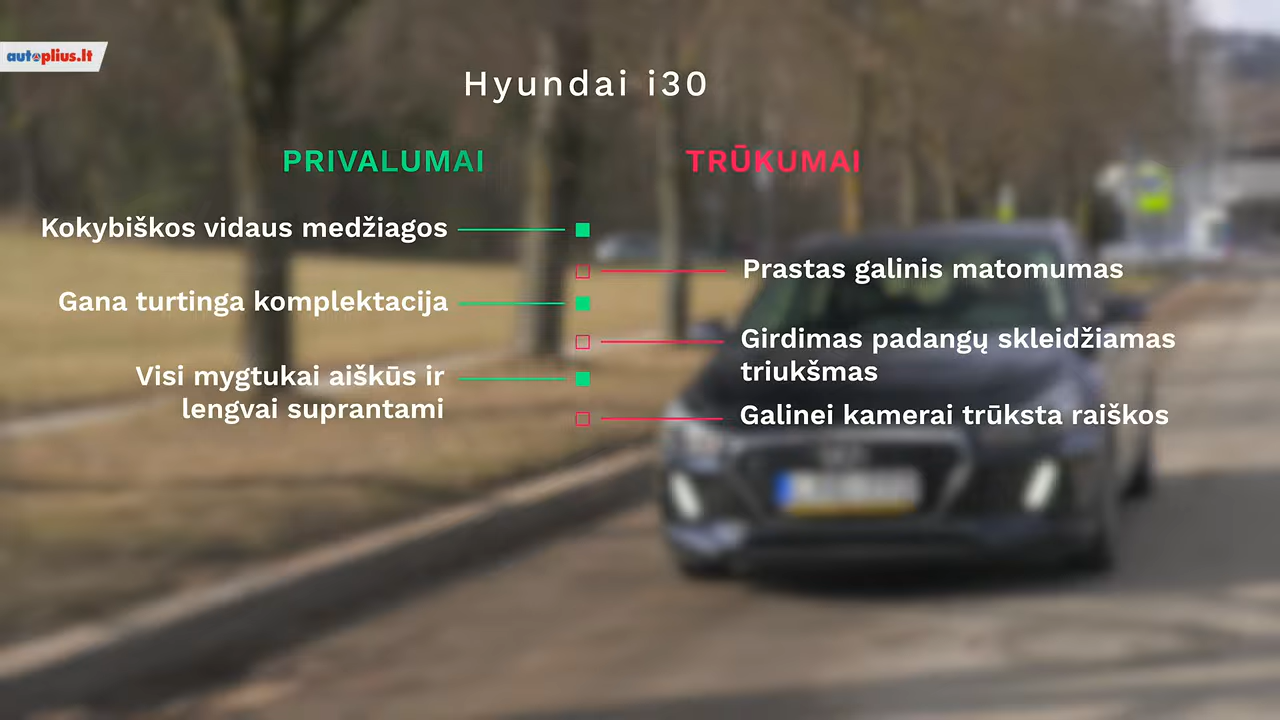 autoplius.lt
Hyundai i30
PRIVALUMAI
TRŪKUMAI
Kokybiškos vidaus medžiagos
Prastas galinis matomumas
Gana turtinga komplektacija
Girdimas padangų skleidžiamas
triukšmas
Visi mygtukai aiškūs ir
lengvai suprantami
Galinei kamerai trūksta raiškos